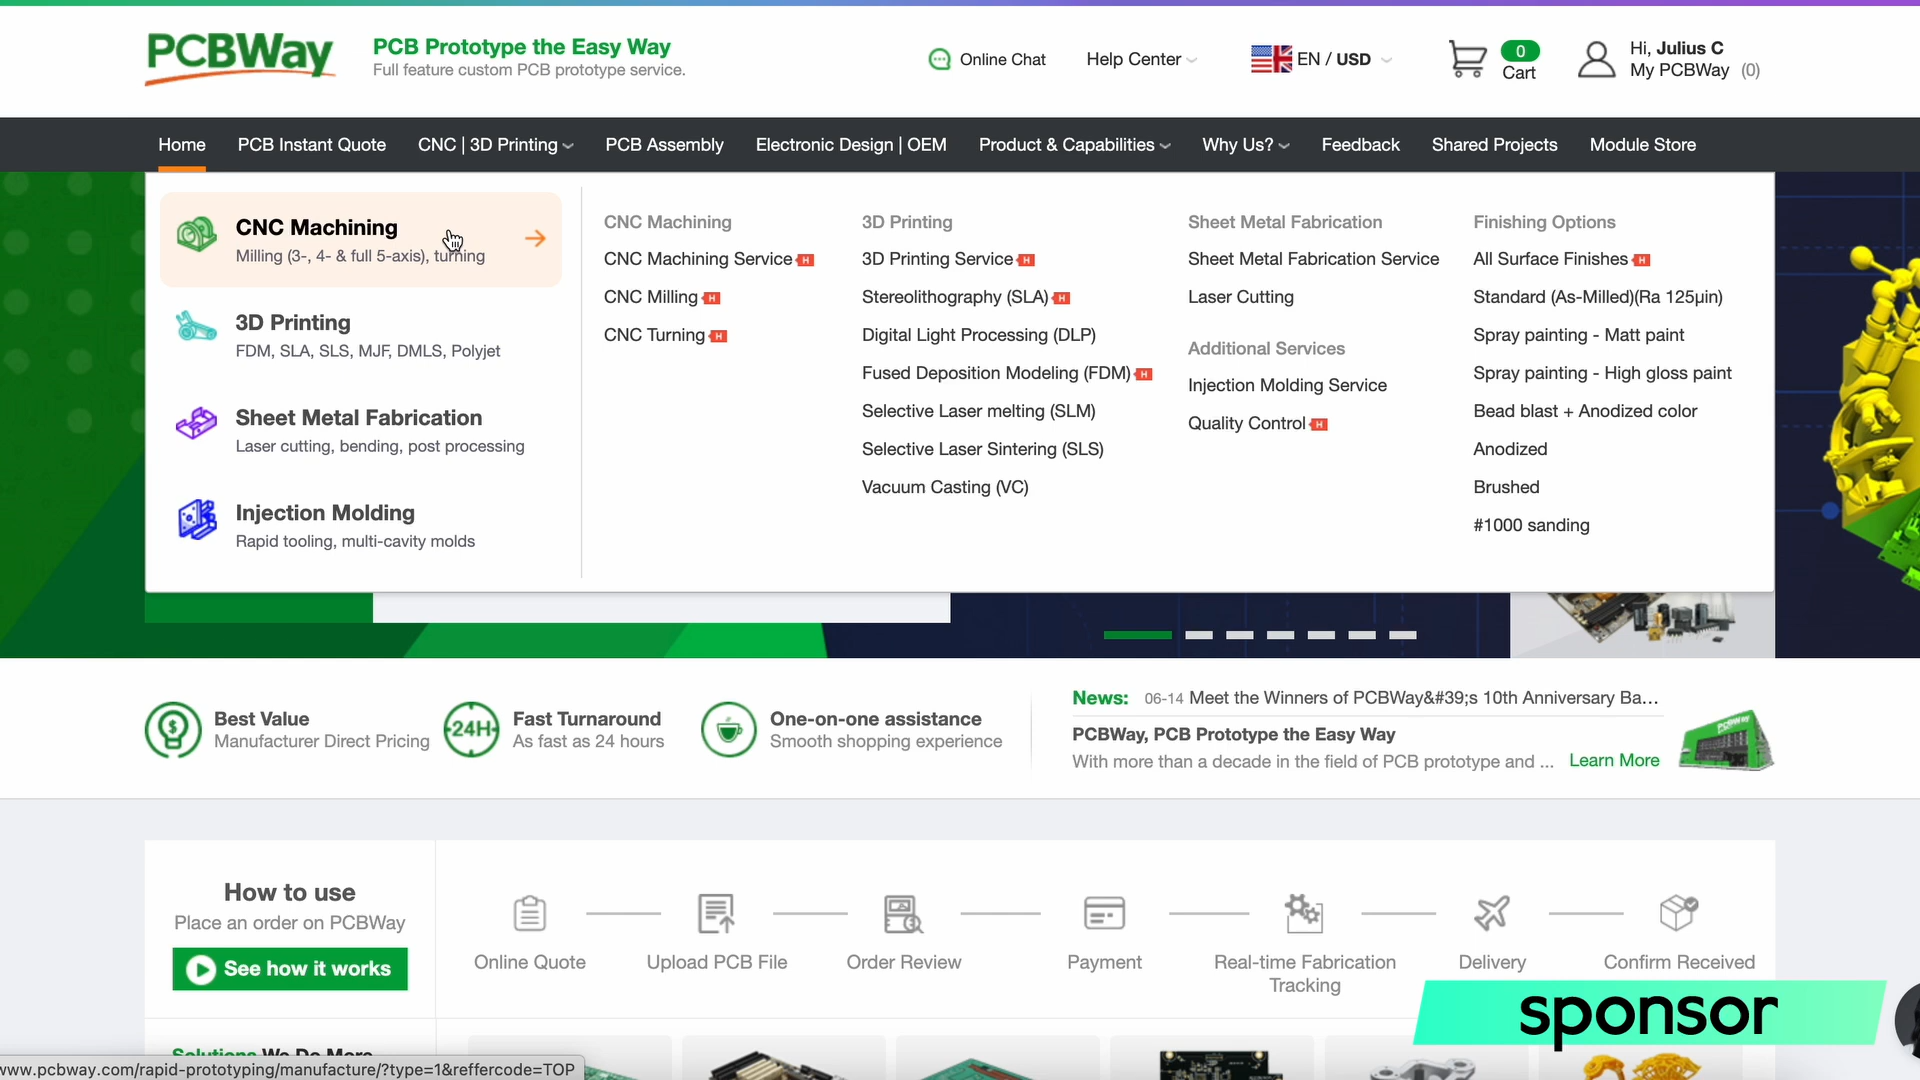 PCBWay
PCB Prototype the Easy Way
Full feature custom PCB prototype service.
Online Chat
Help Center
EN / USD
0
Cart
Hi, Julius C
My PCBWay (0)
Home
PCB Instant Quote
CNC | 3D Printing
PCB Assembly
Electronic Design | OEM
Product & Capabilities
Why Us?
Feedback
Shared Projects
Module Store
CNC Machining
Milling (3-, 4- & full 5-axis), turning
3D Printing
FDM, SLA, SLS, MJF, DMLS, Polyjet
Sheet Metal Fabrication
Laser cutting, bending, post processing
Injection Molding
Rapid tooling, multi-cavity molds
CNC Machining
CNC Machining Service H
CNC Milling H
CNC Turning H
3D Printing
3D Printing Service H
Stereolithography (SLA) H
Digital Light Processing (DLP)
Fused Deposition Modeling (FDM) H
Selective Laser melting (SLM)
Selective Laser Sintering (SLS)
Vacuum Casting (VC)
Sheet Metal Fabrication
Sheet Metal Fabrication Service
Laser Cutting
Additional Services
Injection Molding Service
Quality Control H
Finishing Options
All Surface Finishes H
Standard (As-Milled)(Ra 125µin)
Spray painting - Matt paint
Spray painting - High gloss paint
Bead blast + Anodized color
Anodized
Brushed
#1000 sanding
Best Value
Manufacturer Direct Pricing
24H
Fast Turnaround
As fast as 24 hours
One-on-one assistance
Smooth shopping experience
News: 06-14 Meet the Winners of PCBWay&#39;s 10th Anniversary Ba...
PCBWay, PCB Prototype the Easy Way
With more than a decade in the field of PCB prototype and ... Learn More
PCBWay
How to use
Place an order on PCBWay
See how it works
Online Quote
Upload PCB File
Order Review
Payment
Real-time Fabrication
Tracking
Delivery
Confirm Received
sponsor
Solutions We Do More
www.pcbway.com/rapid-prototyping/manufacture/?type=1&reffercode=TOP